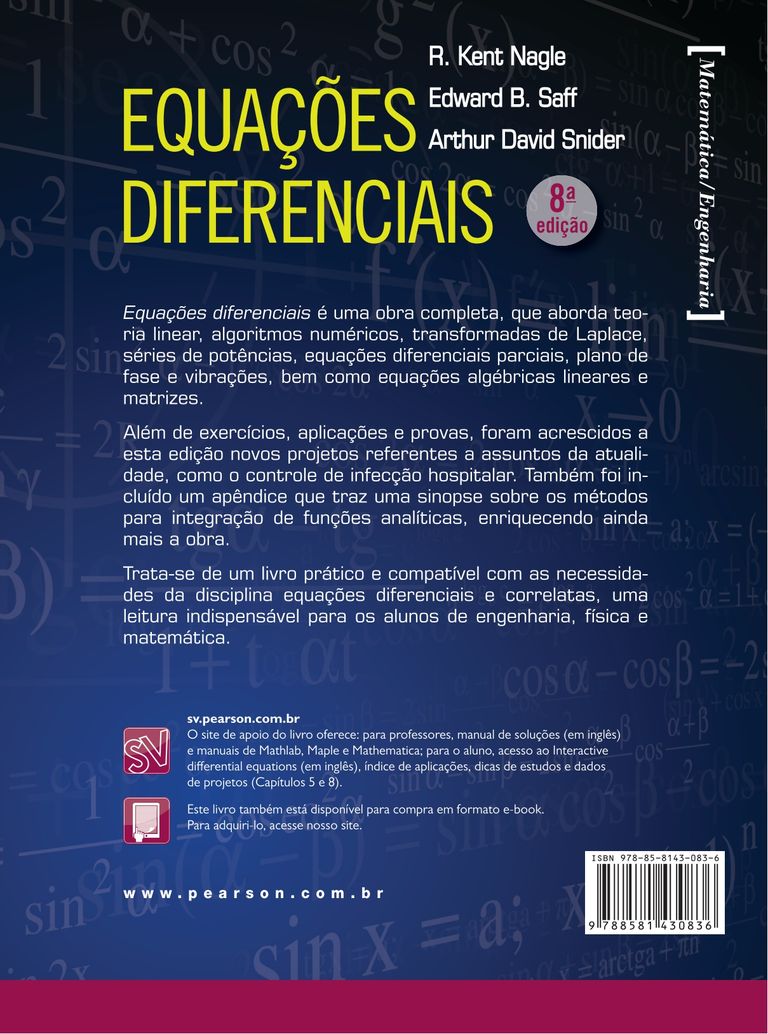 R. Kent Nagle
Edward B. Saff
Arthur David Snider
EQUAÇÕES
DIFERENCIAIS
8ª
edição
[Matemática/Engenharia]
Equações diferenciais é uma obra completa, que aborda teo-
ria linear, algoritmos numéricos, transformadas de Laplace,
séries de potências, equações diferenciais parciais, plano de
fase e vibrações, bem como equações algébricas lineares e
matrizes.
Além de exercícios, aplicações e provas, foram acrescidos a
esta edição novos projetos referentes a assuntos da atuali-
dade, como o controle de infecção hospitalar. Também foi in-
cluído um apêndice que traz uma sinopse sobre os métodos
para integração de funções analíticas, enriquecendo ainda
mais a obra.
Trata-se de um livro prático e compatível com as necessida-
des da disciplina equações diferenciais e correlatas, uma
leitura indispensável para os alunos de engenharia, física e
matemática.
sv.pearson.com.br
O site de apoio do livro oferece: para professores, manual de soluções (em inglês)
e manuais de Mathlab, Maple e Mathematica; para o aluno, acesso ao Interactive
differential equations (em inglês), índice de aplicações, dicas de estudos e dados
de projetos (Capítulos 5 e 8).
SV
Este livro também está disponível para compra em formato e-book.
Para adquiri-lo, acesse nosso site.
www.pearson.com.br
ISBN 978-85-8143-083-6
9 788581 430836